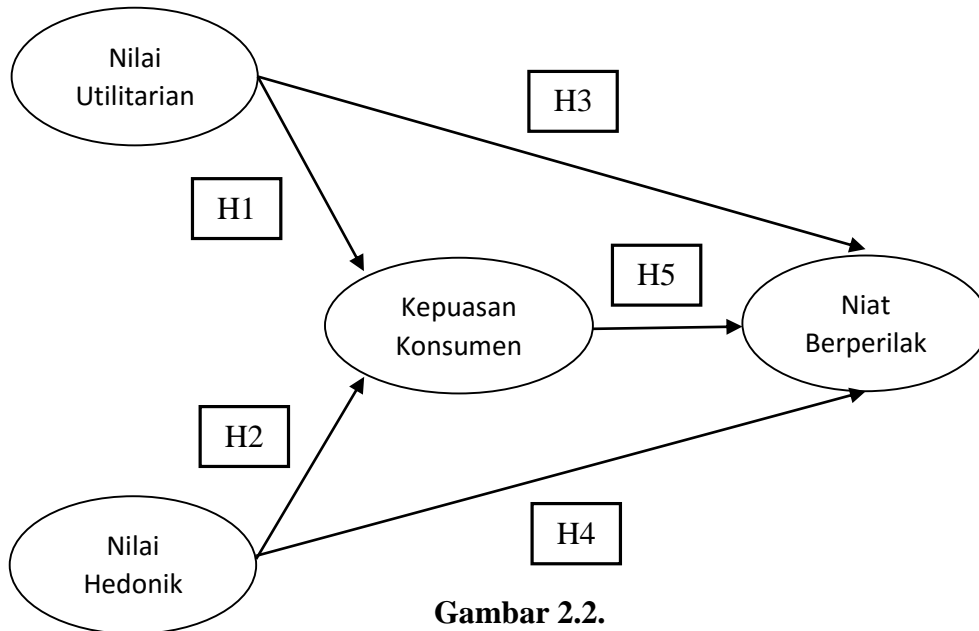 Nilai
Utilitarian
H3
H1
H5
Kepuasan
Konsumen
Niat
Berperilak
H2
H4
Nilai
Hedonik
Gambar 2.2.